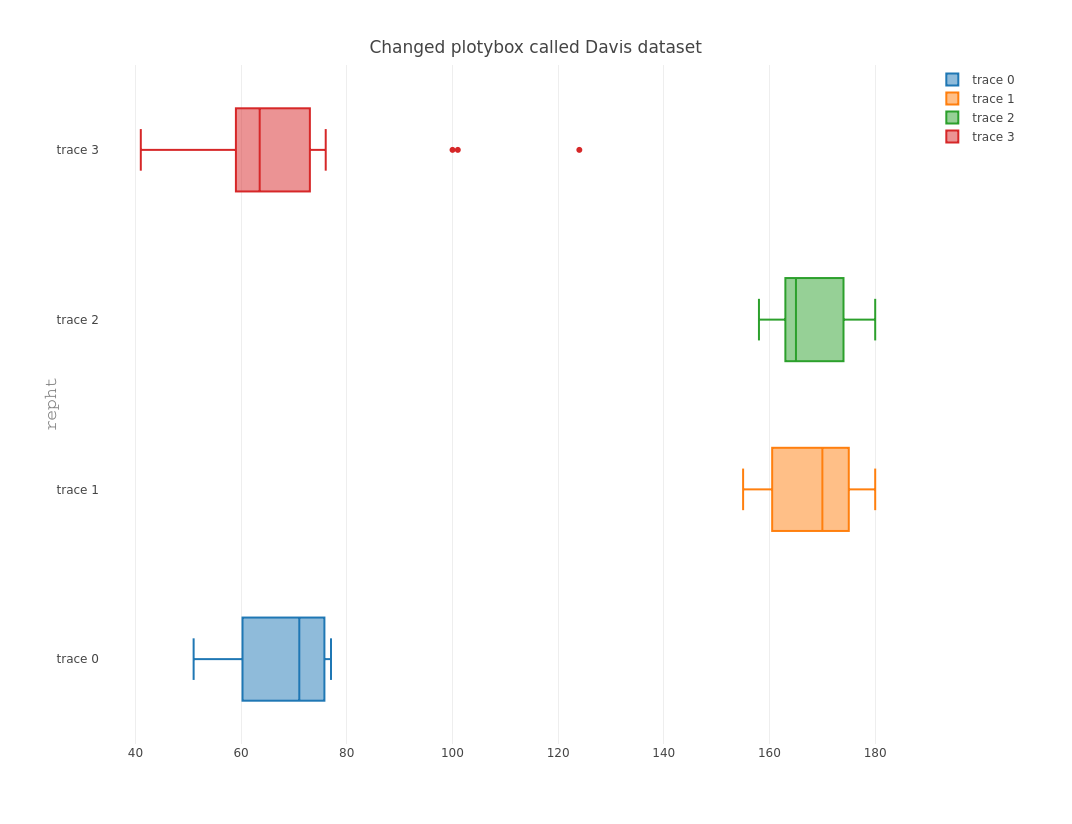 Changed plotybox called Davis dataset
trace 0
trace 1
trace 2
trace 3
trace 3
trace 2
trace 1
trace 0
repht
40 60 80 100 120 140 160 180